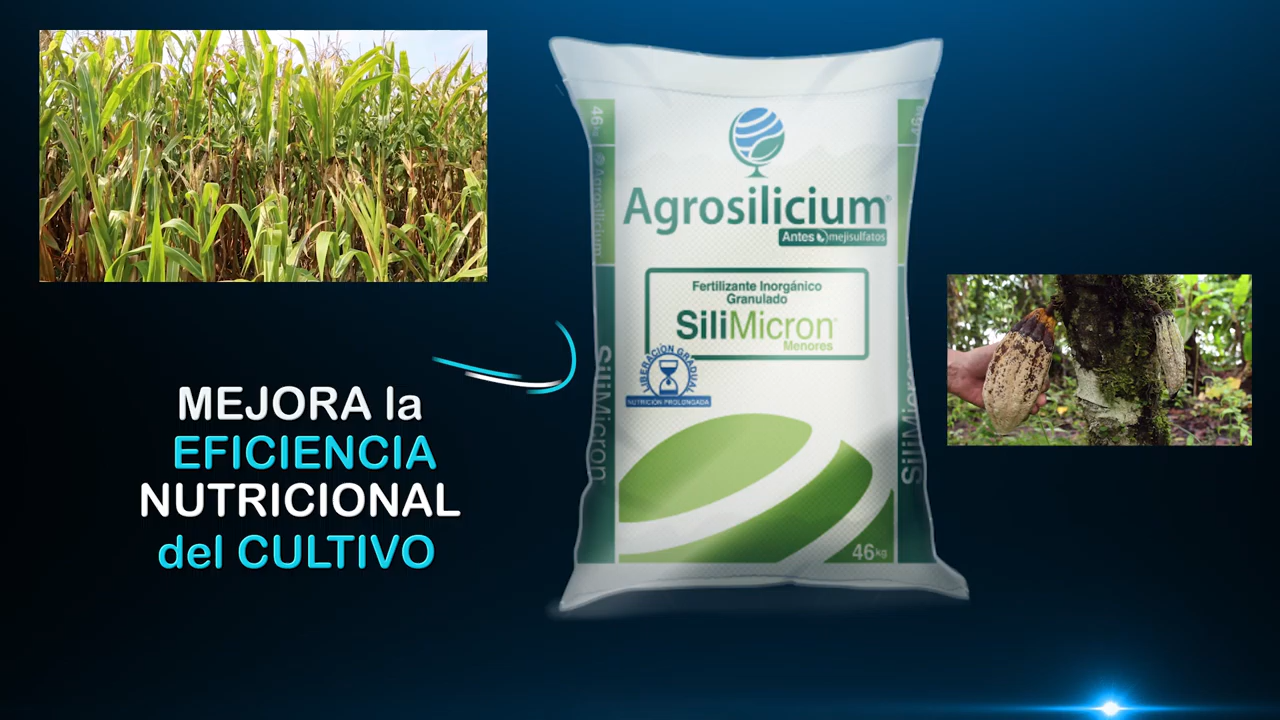 MEJORA la
EFICIENCIA
NUTRICIONAL
del CULTIVO
46kg
Agrosilicium
SiliMicron
Agrosilicium®
Antes mejisulfatos
Fertilizante Inorgánico
Granulado
SiliMicron
Menores
LIBERACIÓN GRADUAL
NUTRICIÓN PROLONGADA
46kg
46kg
SiliMicron